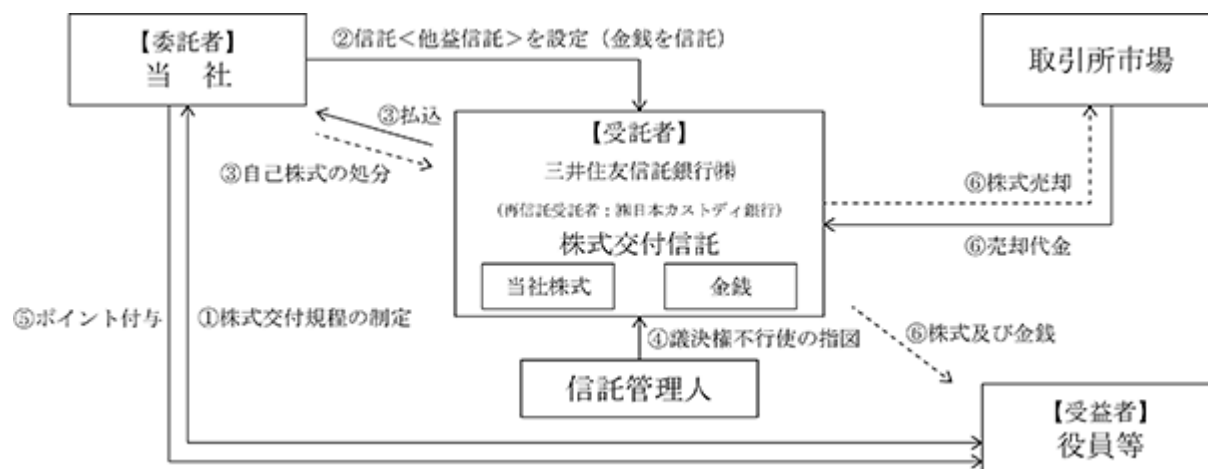 【委託者】
当 社
②信託<他益信託>を設定（金銭を信託）
取引所市場
③払込
③自己株式の処分
【受託者】
三井住友信託銀行㈱
（再信託受託者：㈱日本カストディ銀行）
株式交付信託
当社株式
金銭
⑥株式売却
⑥売却代金
⑤ポイント付与
①株式交付規程の制定
④議決権不行使の指図
⑥株式及び金銭
信託管理人
【受益者】
役員等